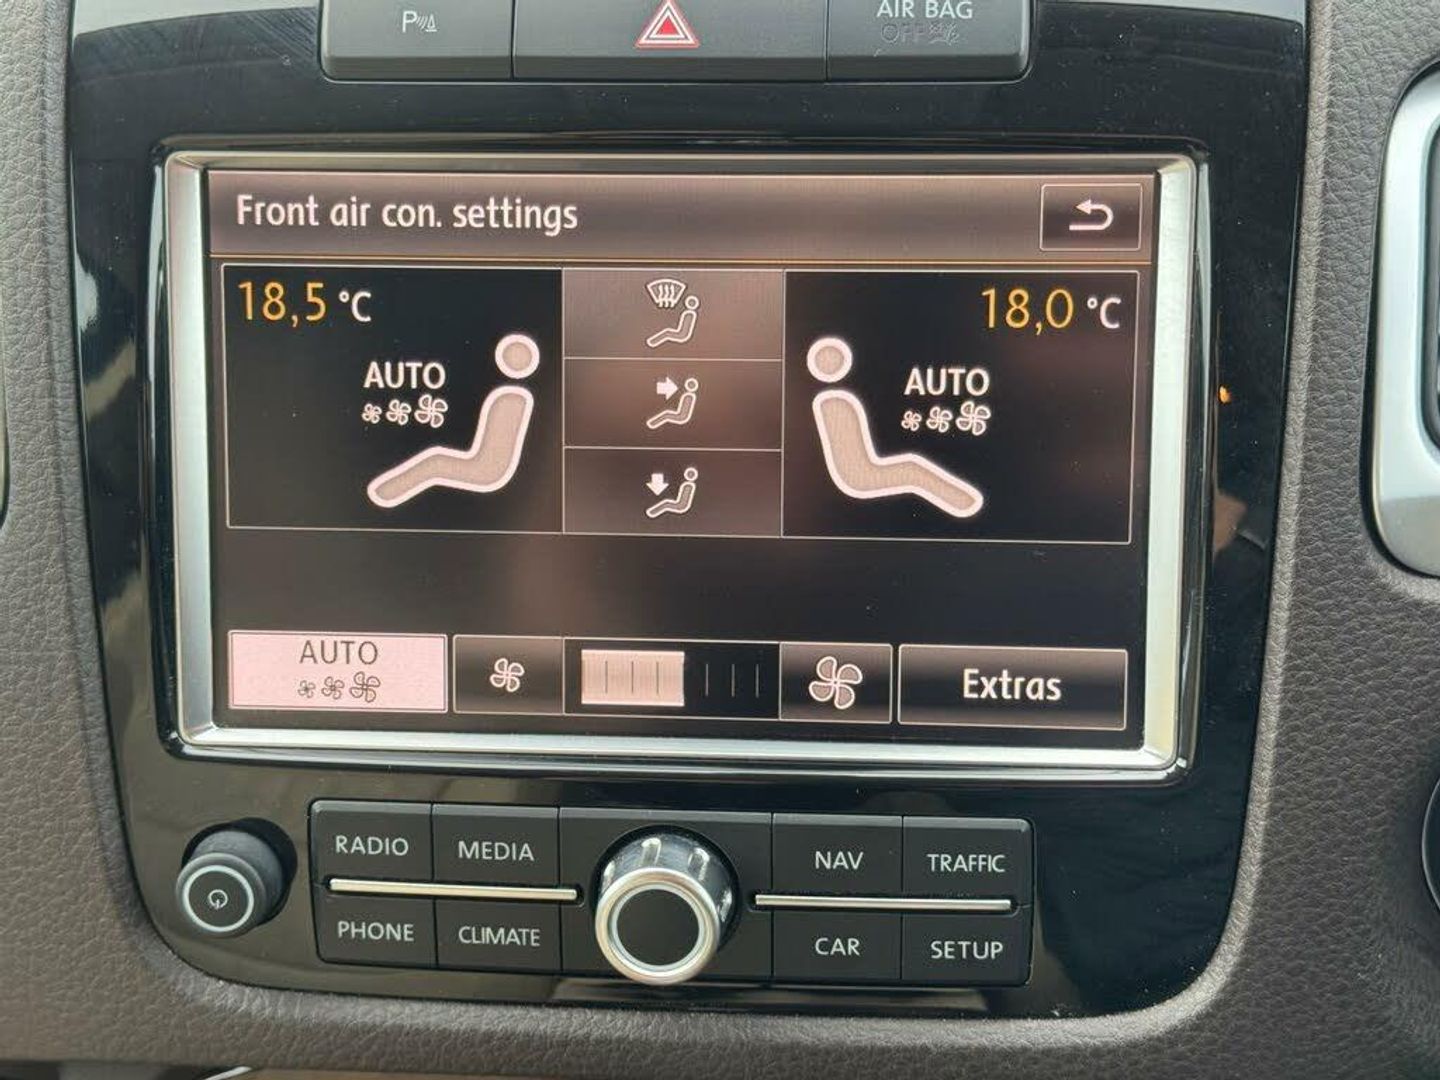 P
AIR BAG
OFF
Front air con. settings
18,5 °C
18,0 °C
AUTO
AUTO
AUTO
Extras
RADIO
MEDIA
NAV
TRAFFIC
PHONE
CLIMATE
CAR
SETUP